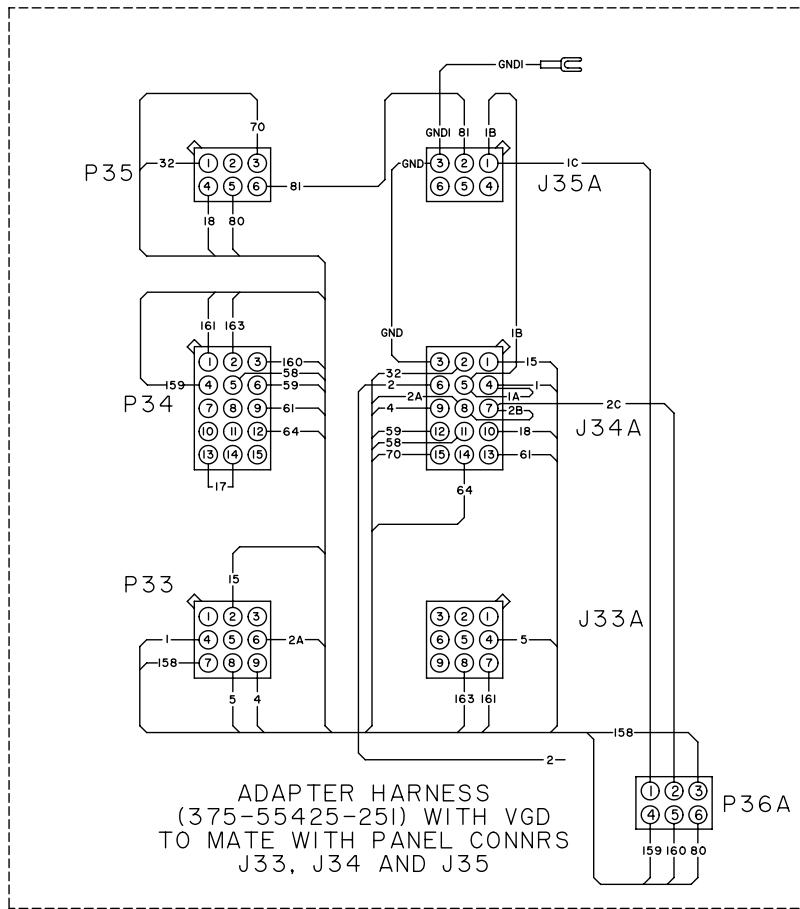 GND1
70
GND1 81 1B
32 1 2 3 GND 3 2 1 1C
P35
4 5 6 81 6 5 4 J35A
18 80
161 163 GND 1B
1 2 3 160 3 2 1 15
58 32
159 4 5 6 59 2 6 5 4 1
2A 1A 2C
P34 7 8 9 61 4 9 8 7 2B
10 11 12 64 59 12 11 10 18 J34A
58
13 14 15 70 15 14 13 61
17 64
P33 15
1 2 3 3 2 1 J33A
1 4 5 6 2A 6 5 4 5
158 7 8 9 9 8 7
5 4 163 161
158
2
ADAPTER HARNESS 1 2 3
(375-55425-251) WITH VGD P36A
TO MATE WITH PANEL CONNRS 4 5 6
J33, J34 AND J35 159 160 80